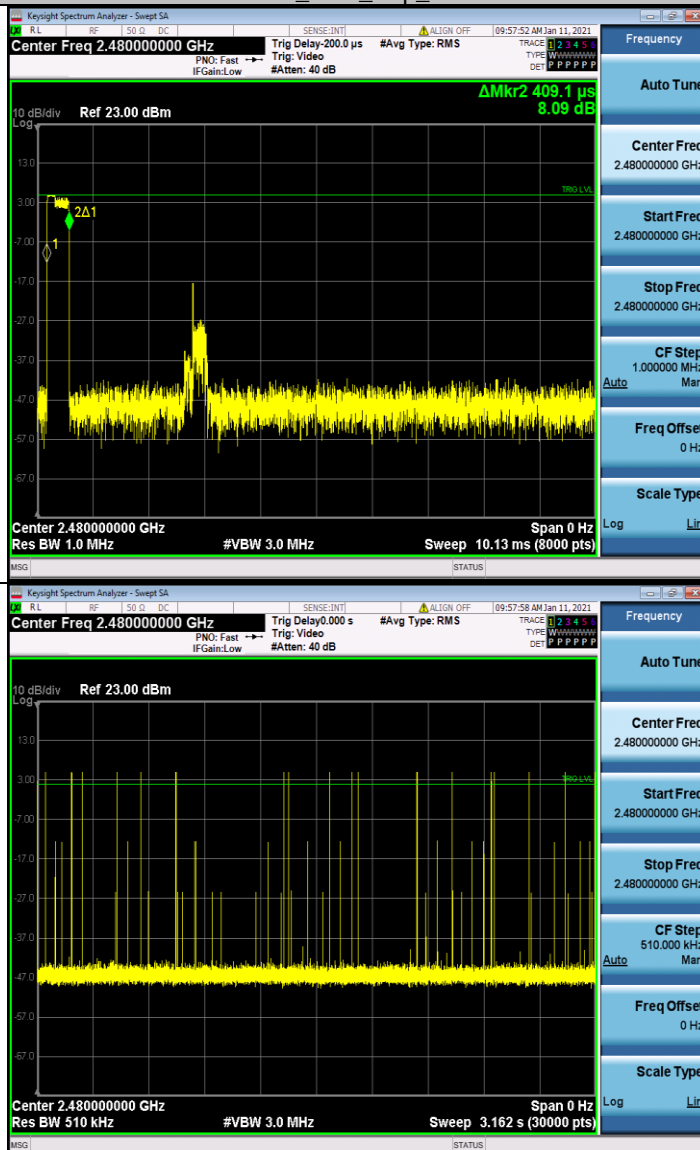 Keysight Spectrum Analyzer - Swept SA
RL RF 50 Ω DC SENSE:INT ALIGN OFF 09:57:52 AM Jan 11, 2021
Center Freq 2.480000000 GHz Trig Delay-200.0 µs #Avg Type: RMS TRACE 1 2 3 4 5 6 Frequency
PNO: Fast Trig: Video TYPE WWWWWW
IFGain:Low #Atten: 40 dB DET P P P P P P
Auto Tune
ΔMkr2 409.1 µs
10 dB/div Ref 23.00 dBm 8.09 dB
Log
Center Freq
2.480000000 GHz
13.0
TRIG LVL
3.00
2Δ1
Start Freq
2.480000000 GHz
-7.00
1
-17.0
Stop Freq
2.480000000 GHz
-27.0
-37.0
CF Step
1.000000 MHz
Auto Man
-47.0
Freq Offset
0 Hz
-57.0
-67.0
Scale Type
Log Lin
Center 2.480000000 GHz Span 0 Hz
Res BW 1.0 MHz #VBW 3.0 MHz Sweep 10.13 ms (8000 pts)
MSG STATUS
Keysight Spectrum Analyzer - Swept SA
RL RF 50 Ω DC SENSE:INT ALIGN OFF 09:57:58 AM Jan 11, 2021
Center Freq 2.480000000 GHz Trig Delay0.000 s #Avg Type: RMS TRACE 1 2 3 4 5 6 Frequency
PNO: Fast Trig: Video TYPE WWWWWW
IFGain:Low #Atten: 40 dB DET P P P P P P
Auto Tune
10 dB/div Ref 23.00 dBm
Log
Center Freq
2.480000000 GHz
13.0
3.00
TRIG LVL
Start Freq
2.480000000 GHz
-7.00
-17.0
Stop Freq
2.480000000 GHz
-27.0
-37.0
CF Step
510.000 kHz
Auto Man
-47.0
Freq Offset
0 Hz
-57.0
-67.0
Scale Type
Log Lin
Center 2.480000000 GHz Span 0 Hz
Res BW 510 kHz #VBW 3.0 MHz Sweep 3.162 s (30000 pts)
MSG STATUS